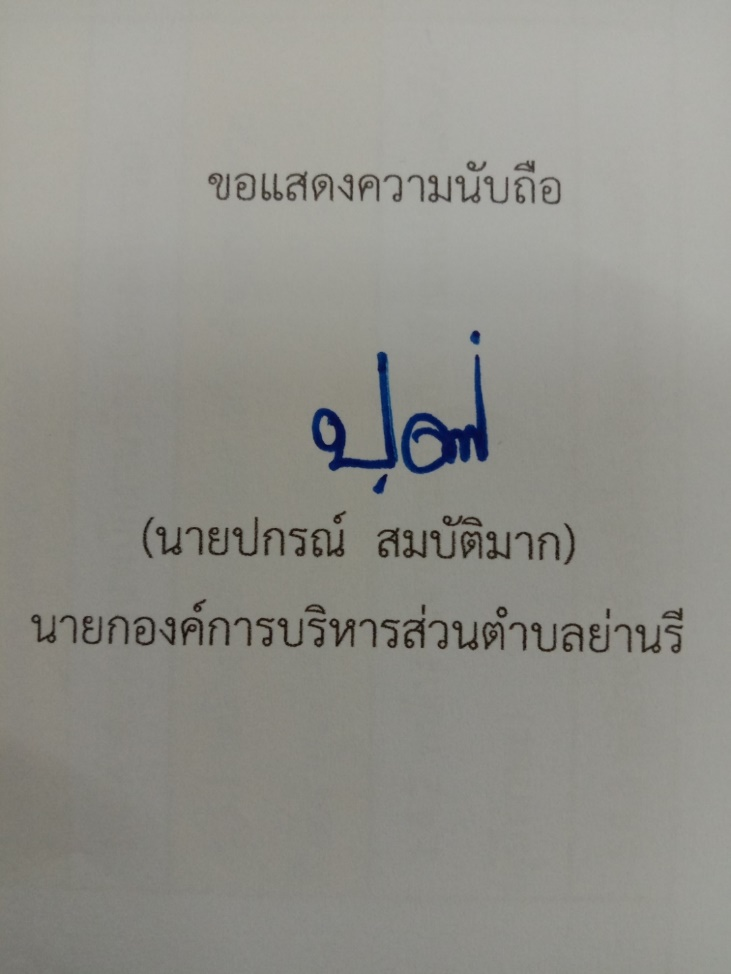 ขอแสดงความนับถือ
(นายปกรณ์ สมบัติมาก)
นายกองค์การบริหารส่วนตำบลย่านรี